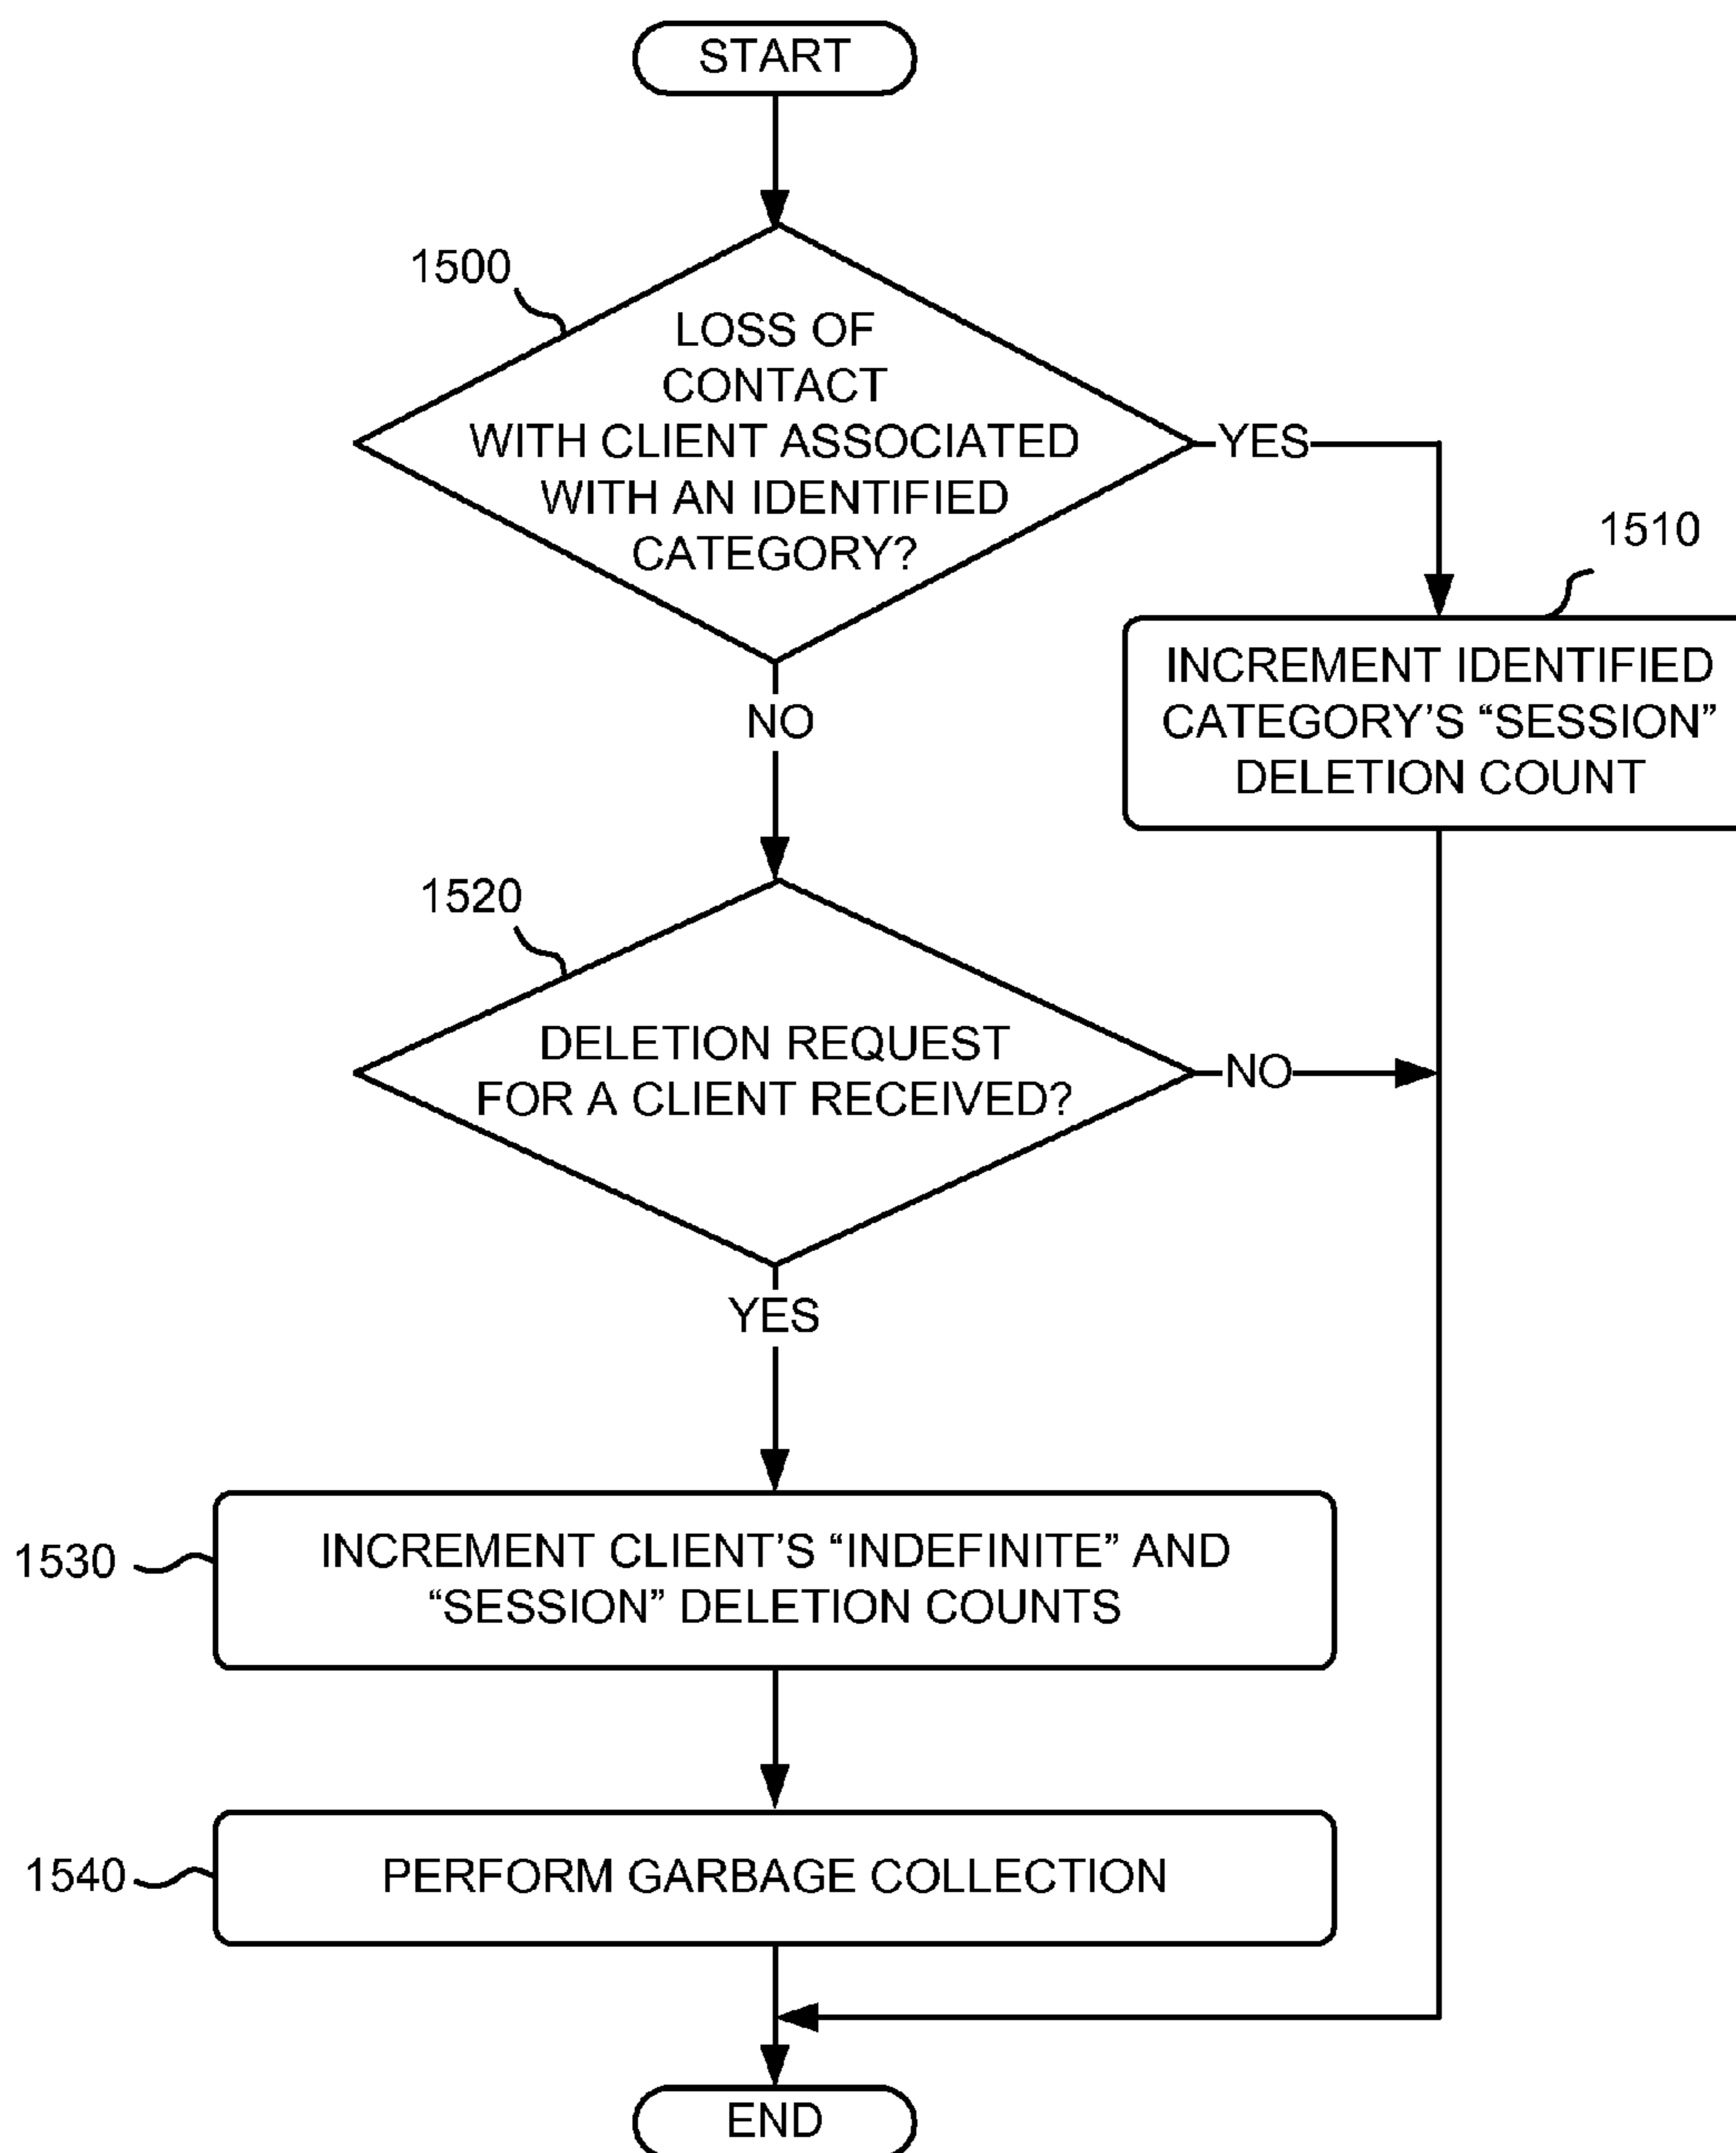 START
1500
LOSS OF
CONTACT
WITH CLIENT ASSOCIATED
WITH AN IDENTIFIED
CATEGORY?
YES
1510
INCREMENT IDENTIFIED
CATEGORY'S “SESSION”
DELETION COUNT
NO
1520
DELETION REQUEST
FOR A CLIENT RECEIVED?
NO
YES
1530
INCREMENT CLIENT'S “INDEFINITE” AND
“SESSION” DELETION COUNTS
1540
PERFORM GARBAGE COLLECTION
END